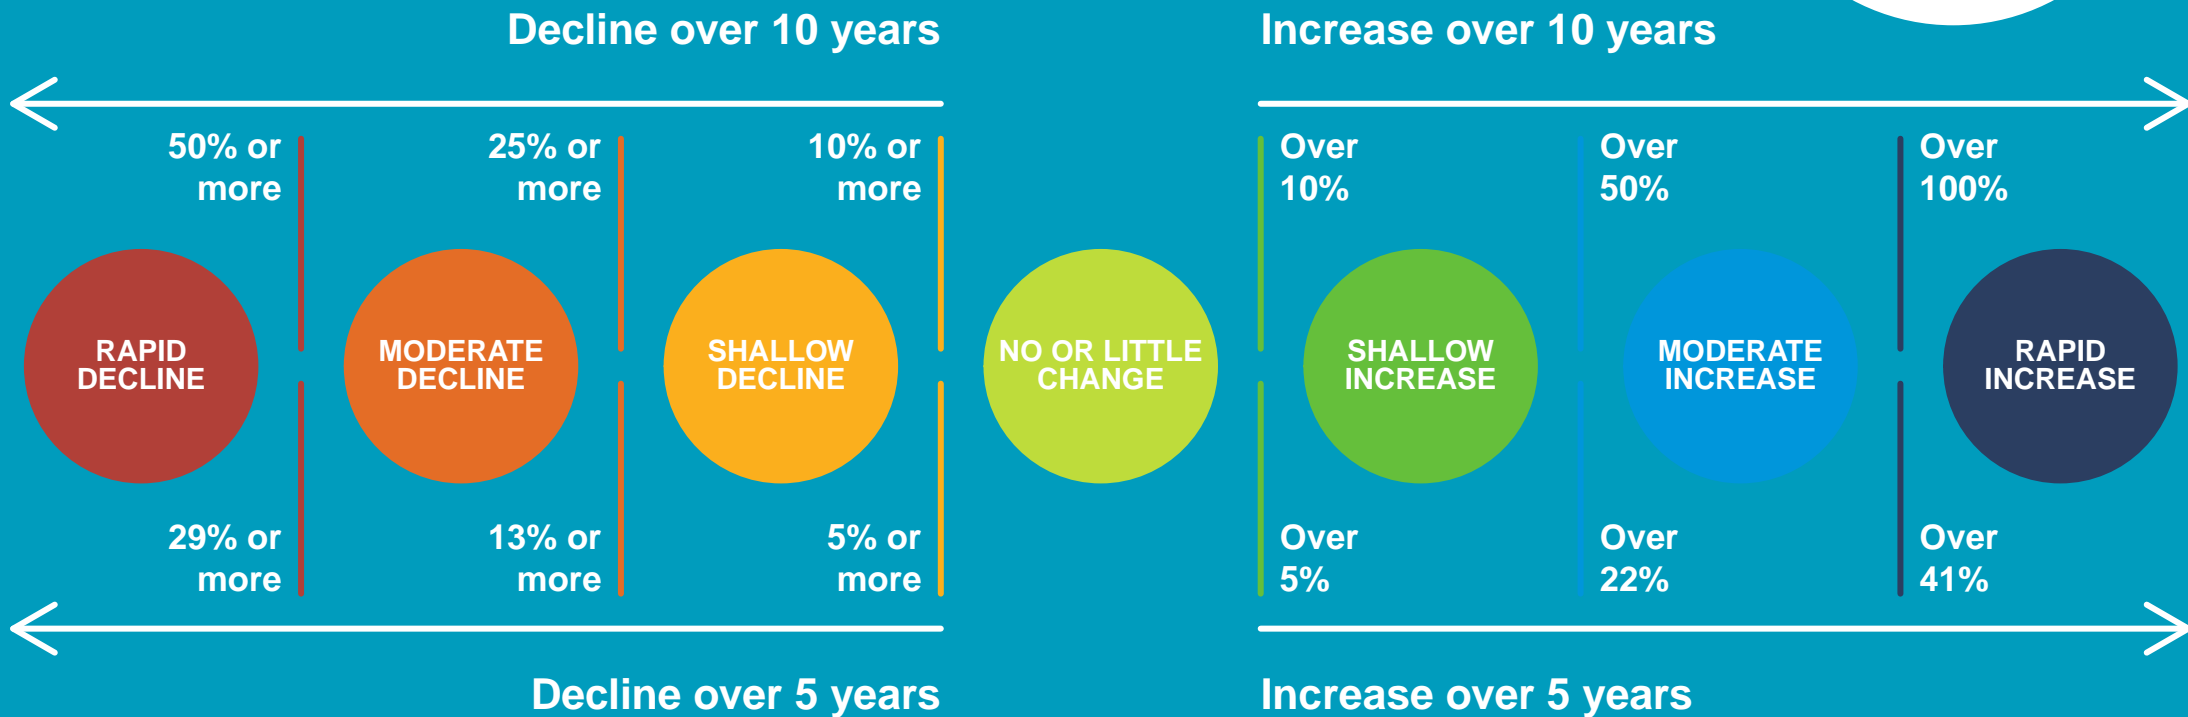 Decline over 10 years
Increase over 10 years
50% or
more
25% or
more
10% or
more
Over
10%
Over
50%
Over
100%
RAPID
DECLINE
MODERATE
DECLINE
SHALLOW
DECLINE
NO OR LITTLE
CHANGE
SHALLOW
INCREASE
MODERATE
INCREASE
RAPID
INCREASE
29% or
more
13% or
more
5% or
more
Over
5%
Over
22%
Over
41%
Decline over 5 years
Increase over 5 years